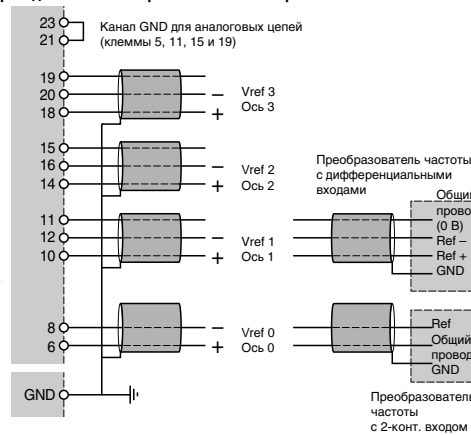 23
21
Канал GND для аналоговых цепей
(клеммы 5, 11, 15 и 19)
19
20
18
–
+
Vref 3
Ось 3
15
16
14
–
+
Vref 2
Ось 2
Преобразователь частоты
с дифференциальными
входами
11
12
10
–
+
Vref 1
Ось 1
Общий
провод
(0 В)
Ref –
Ref +
GND
8
6
–
+
Vref 0
Ось 0
Ref
Общий
провод
GND
GND
Преобразователь
частоты
с 2-конт. входом